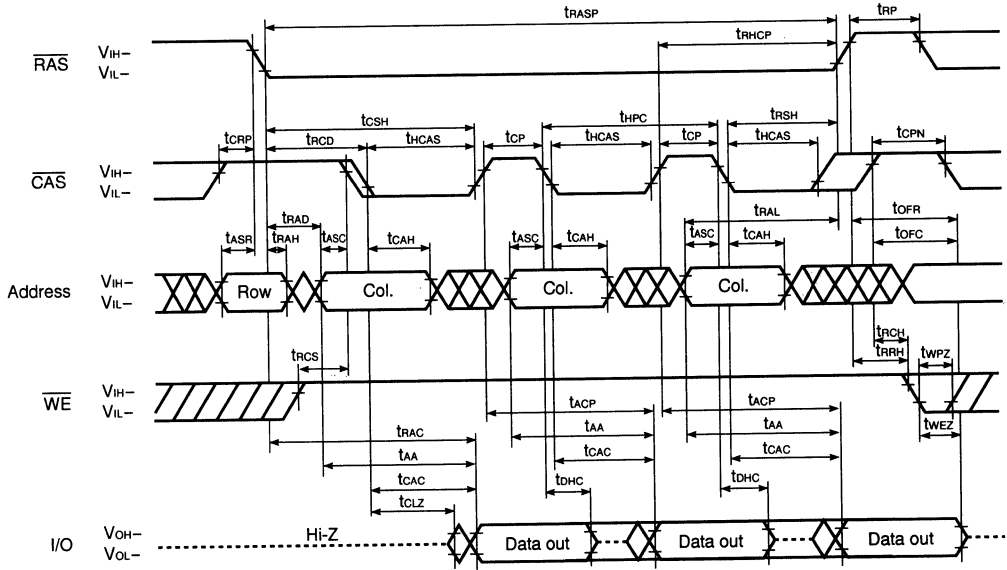 tRASP
tRP
tRHCP
RAS
VIH–
VIL–
tCSH
tHPC
tRSH
tCRP
tRCD
tHCAS
tCP
tHCAS
tCP
tHCAS
tCPN
CAS
VIH–
VIL–
tRAD
tRAL
tOFR
tASR
tRAH
tASC
tCAH
tASC
tCAH
tASC
tCAH
tOFC
Address
VIH–
VIL–
Row
Col.
Col.
Col.
tRCS
tRCH
tRRH
tWPZ
WE
VIH–
VIL–
tACP
tACP
tWEZ
tRAC
tAA
tAA
tAA
tCAC
tCAC
tCAC
tCLZ
tDHC
tDHC
I/O
VOH–
VOL–
Hi-Z
Data out
Data out
Data out